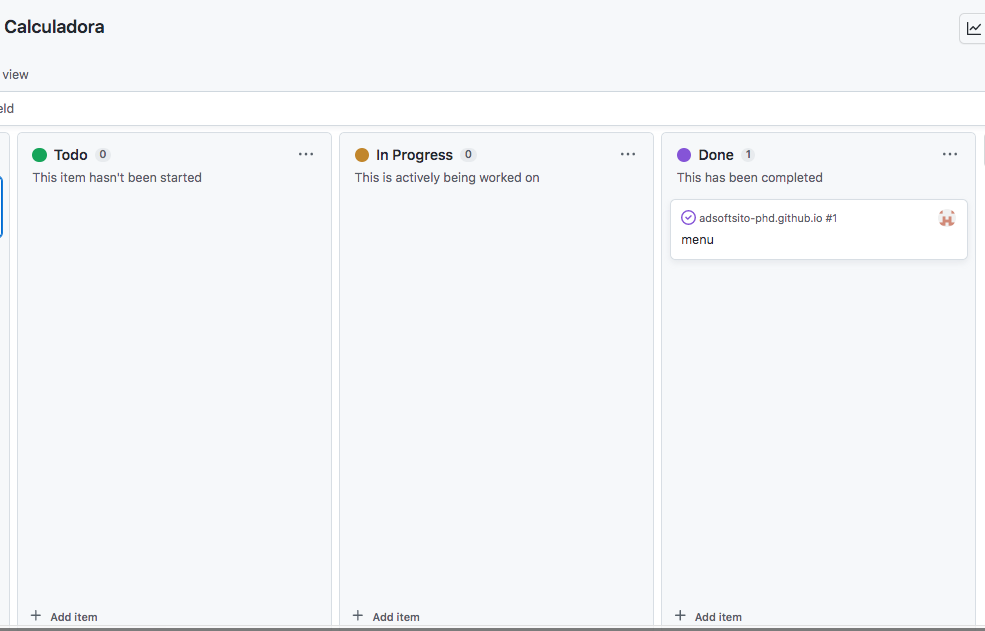 Calculadora
view
eld
Todo 0
This item hasn't been started
In Progress 0
This is actively being worked on
Done 1
This has been completed
adsoftsito-phd.github.io #1
menu
Add item
Add item
Add item